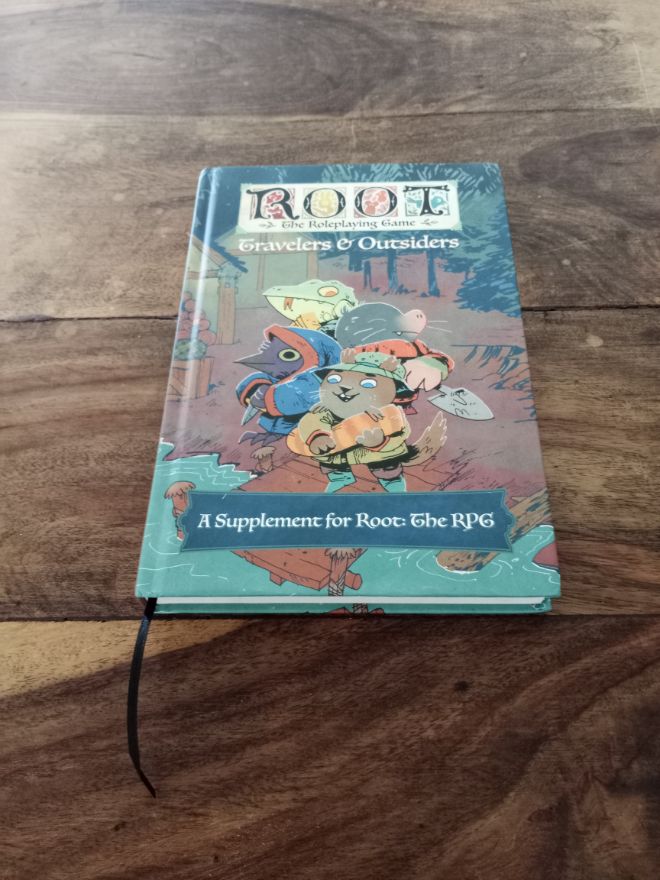 ROOT
The Roleplaying Game
Travelers & Outsiders
A Supplement for Root: The RPG